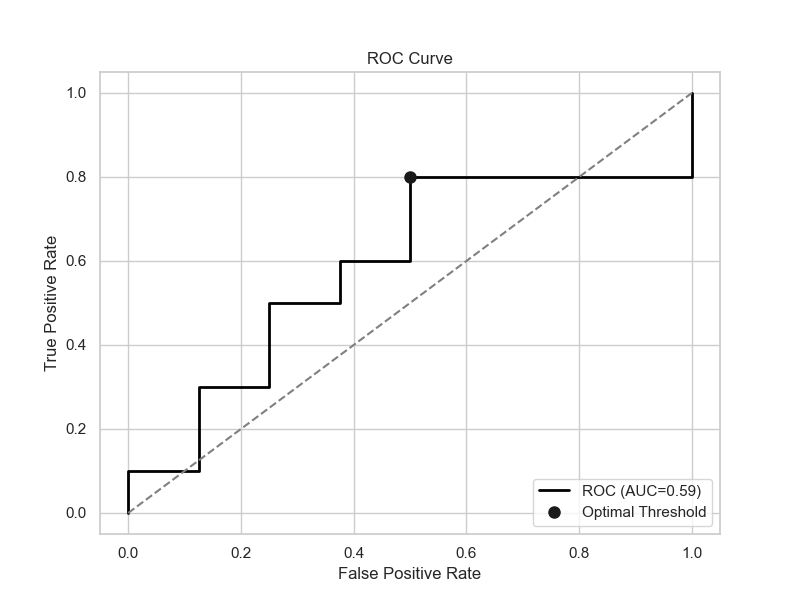 ROC Curve
1.0
0.8
0.6
0.4
0.2
0.0
True Positive Rate
0.0 0.2 0.4 0.6 0.8 1.0
False Positive Rate
ROC (AUC=0.59)
Optimal Threshold